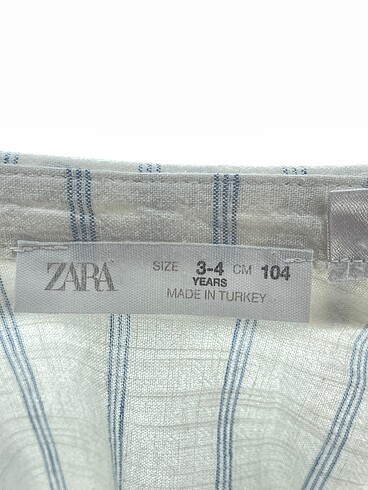 ZARA
SIZE 3-4 CM 104
YEARS
MADE IN TURKEY